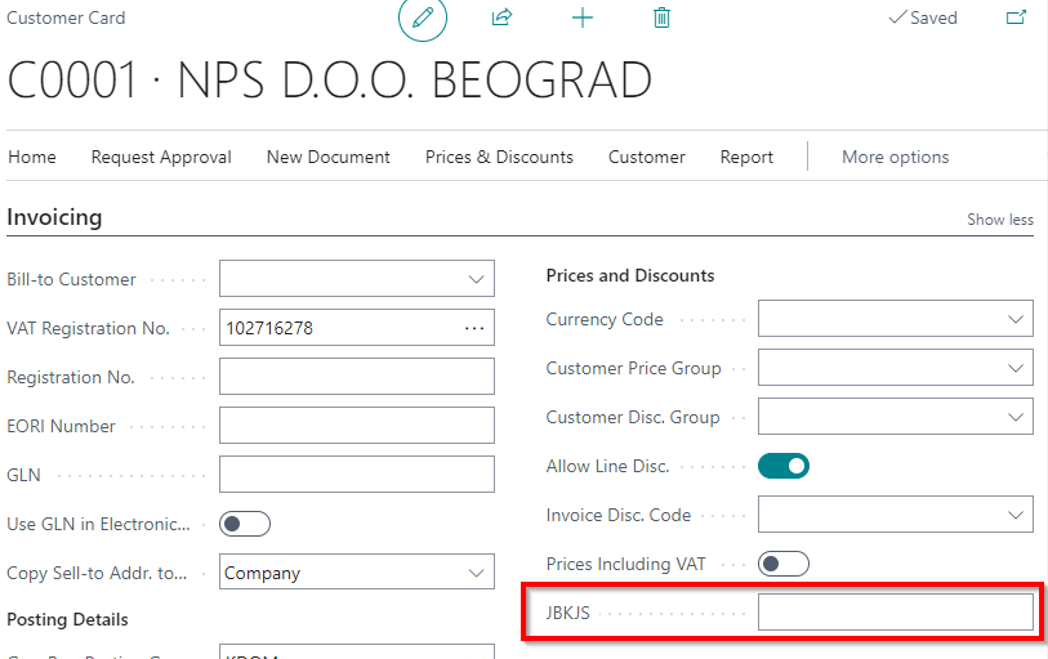 Customer Card
Saved
C0001 · NPS D.O.O. BEOGRAD
Home Request Approval New Document Prices & Discounts Customer Report More options
Invoicing
Show less
Bill-to Customer
VAT Registration No. 102716278 ...
Registration No.
EORI Number
GLN
Use GLN in Electronic...
Copy Sell-to Addr. to... Company
Posting Details
Prices and Discounts
Currency Code
Customer Price Group
Customer Disc. Group
Allow Line Disc.
Invoice Disc. Code
Prices Including VAT
JBKJS